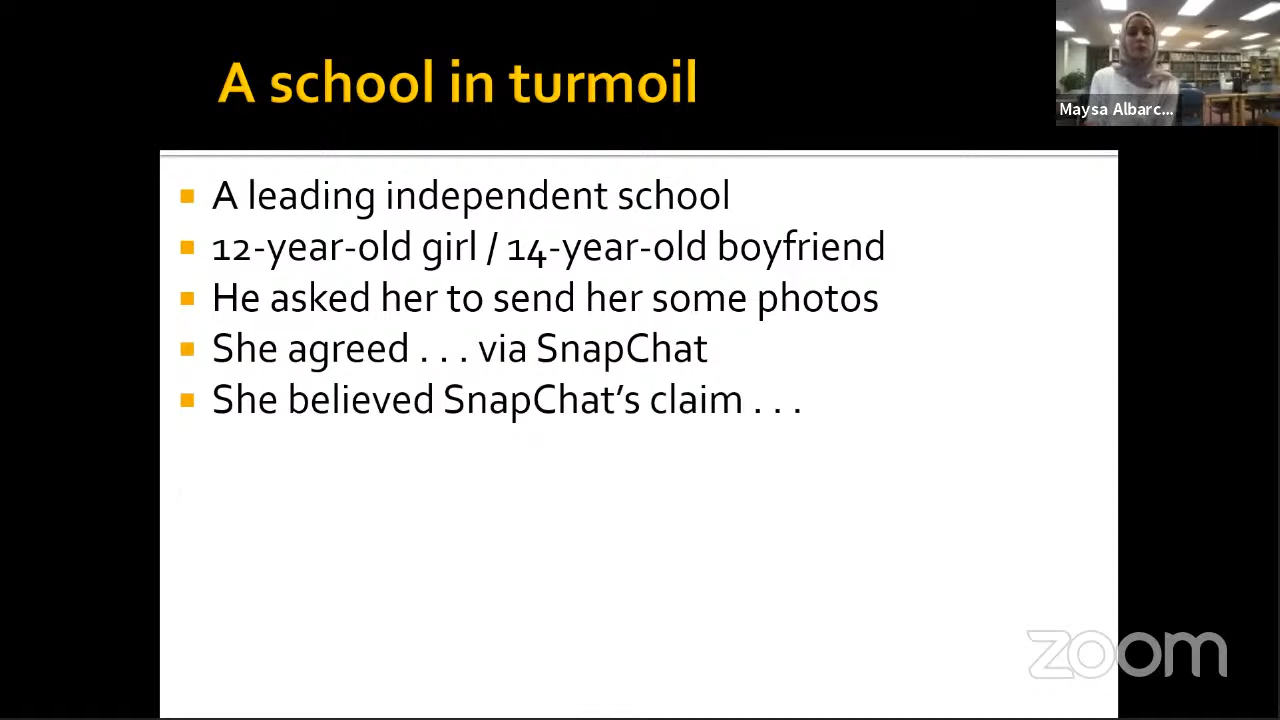 A school in turmoil
Maysa Albarc...
A leading independent school
12-year-old girl / 14-year-old boyfriend
He asked her to send her some photos
She agreed . . . via SnapChat
She believed SnapChat’s claim . . .
zoom